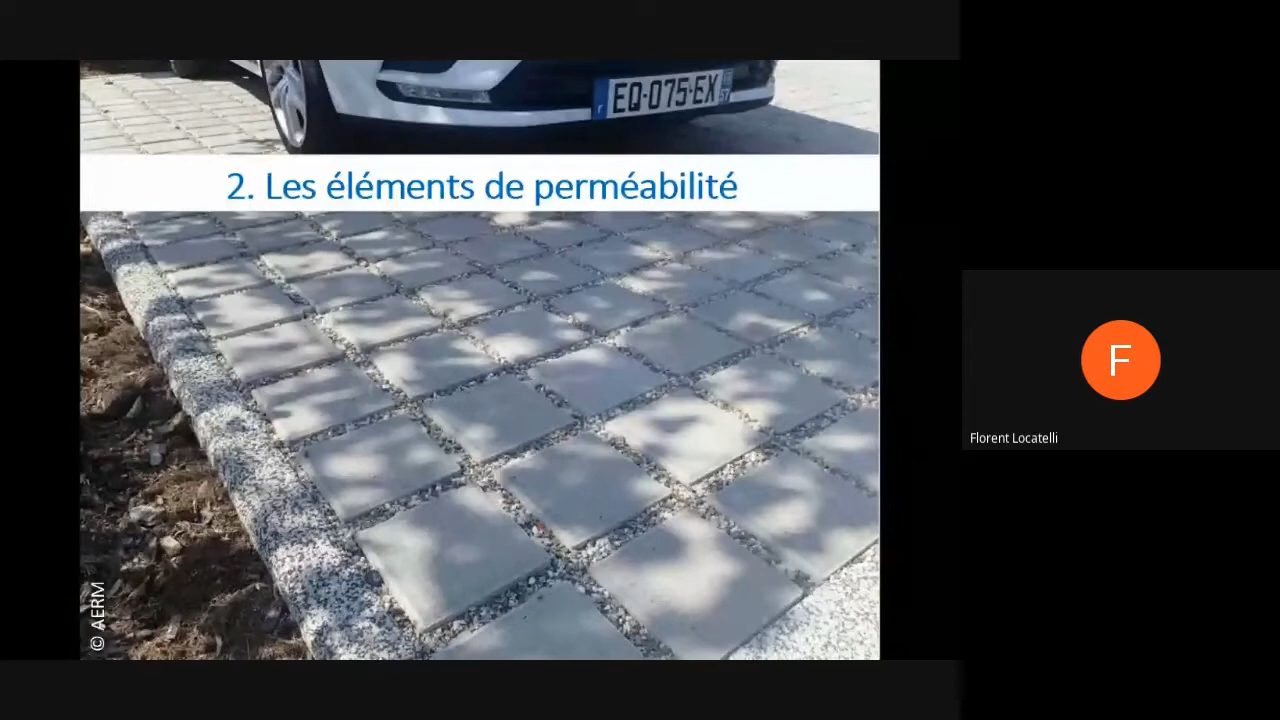 EQ-075-EX
2. Les éléments de perméabilité
© AERM
F
Florent Locatelli